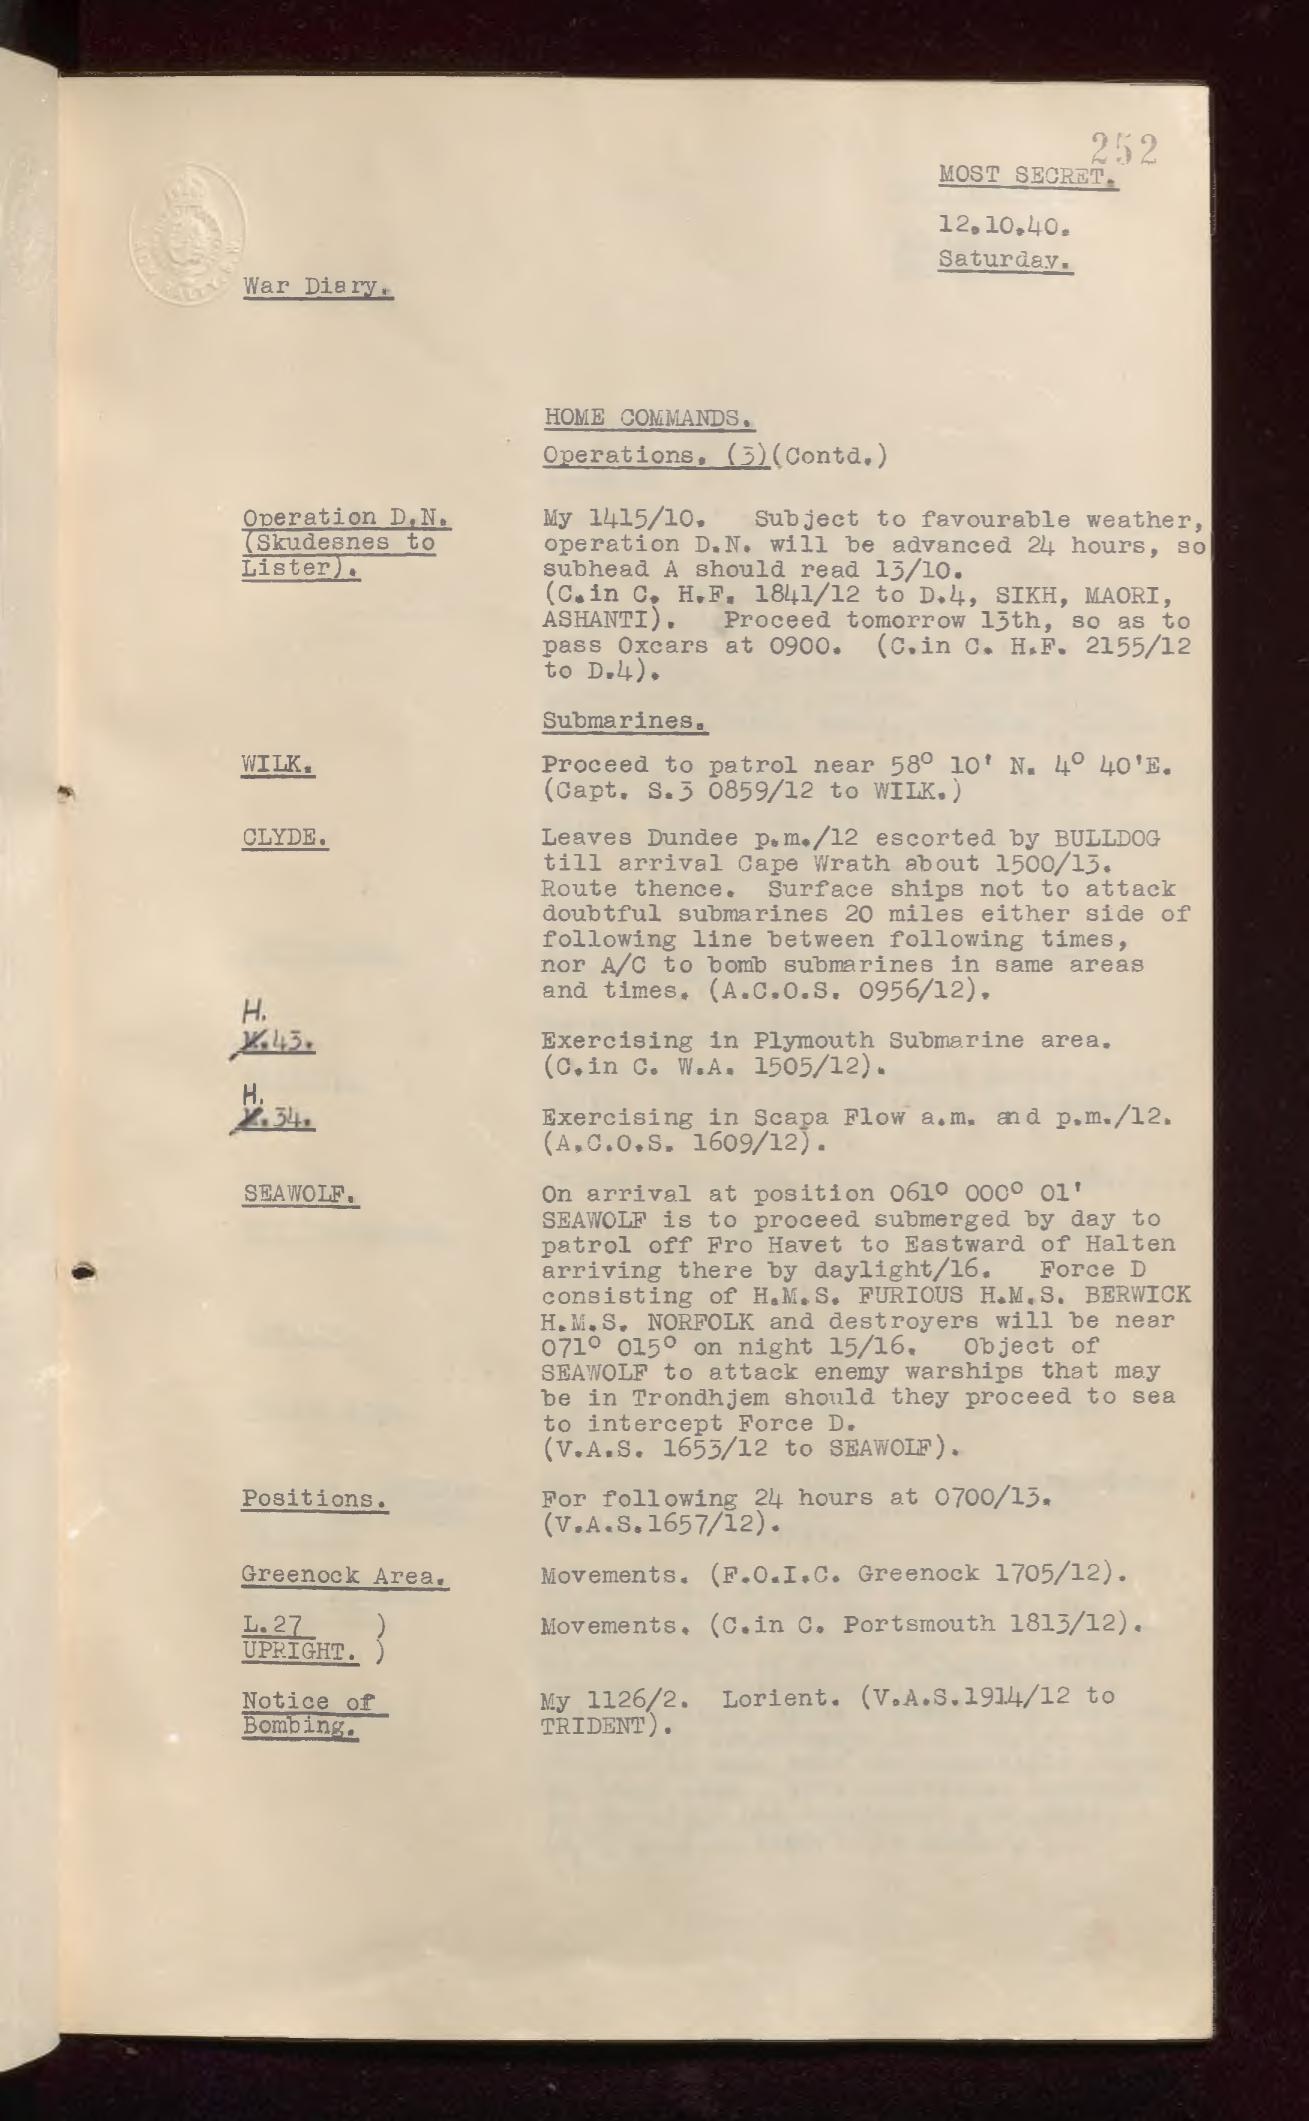 252
MOST SECRET.
12.10.40.
Saturday.
War Diary.
HOME COMMANDS.
Operations. (3)(Contd.)
Operation D.N.
(Skudesnes to
Lister).
My 1415/10. Subject to favourable weather,
operation D.N. will be advanced 24 hours, so
subhead A should read 13/10.
(C.in C. H.F. 1841/12 to D.4, SIKH, MAORI,
ASHANTI). Proceed tomorrow 13th, so as to
pass Oxcars at 0900. (C.in C. H.F. 2155/12
to D.4).
Submarines.
WILK.
Proceed to patrol near 58° 10' N. 4° 40'E.
(Capt. S.3 0859/12 to WILK.)
CLYDE.
Leaves Dundee p.m./12 escorted by BULLDOG
till arrival Cape Wrath about 1500/13.
Route thence. Surface ships not to attack
doubtful submarines 20 miles either side of
following line between following times,
nor A/C to bomb submarines in same areas
and times. (A.C.O.S. 0956/12).
H.
43.
Exercising in Plymouth Submarine area.
(C.in C. W.A. 1505/12).
H.
34.
Exercising in Scapa Flow a.m. and p.m./12.
(A.C.O.S. 1609/12).
SEAWOLF.
On arrival at position 061° 000° 01'
SEAWOLF is to proceed submerged by day to
patrol off Fro Havet to Eastward of Halten
arriving there by daylight/16. Force D
consisting of H.M.S. FURIOUS H.M.S. BERWICK
H.M.S. NORFOLK and destroyers will be near
071° 015° on night 15/16. Object of
SEAWOLF to attack enemy warships that may
be in Trondhjem should they proceed to sea
to intercept Force D.
(V.A.S. 1653/12 to SEAWOLF).
Positions.
For following 24 hours at 0700/13.
(V.A.S.1657/12).
Greenock Area.
Movements. (F.O.I.C. Greenock 1705/12).
L.27 )
UPRIGHT. )
Movements. (C.in C. Portsmouth 1813/12).
Notice of
Bombing.
My 1126/2. Lorient. (V.A.S.1914/12 to
TRIDENT).